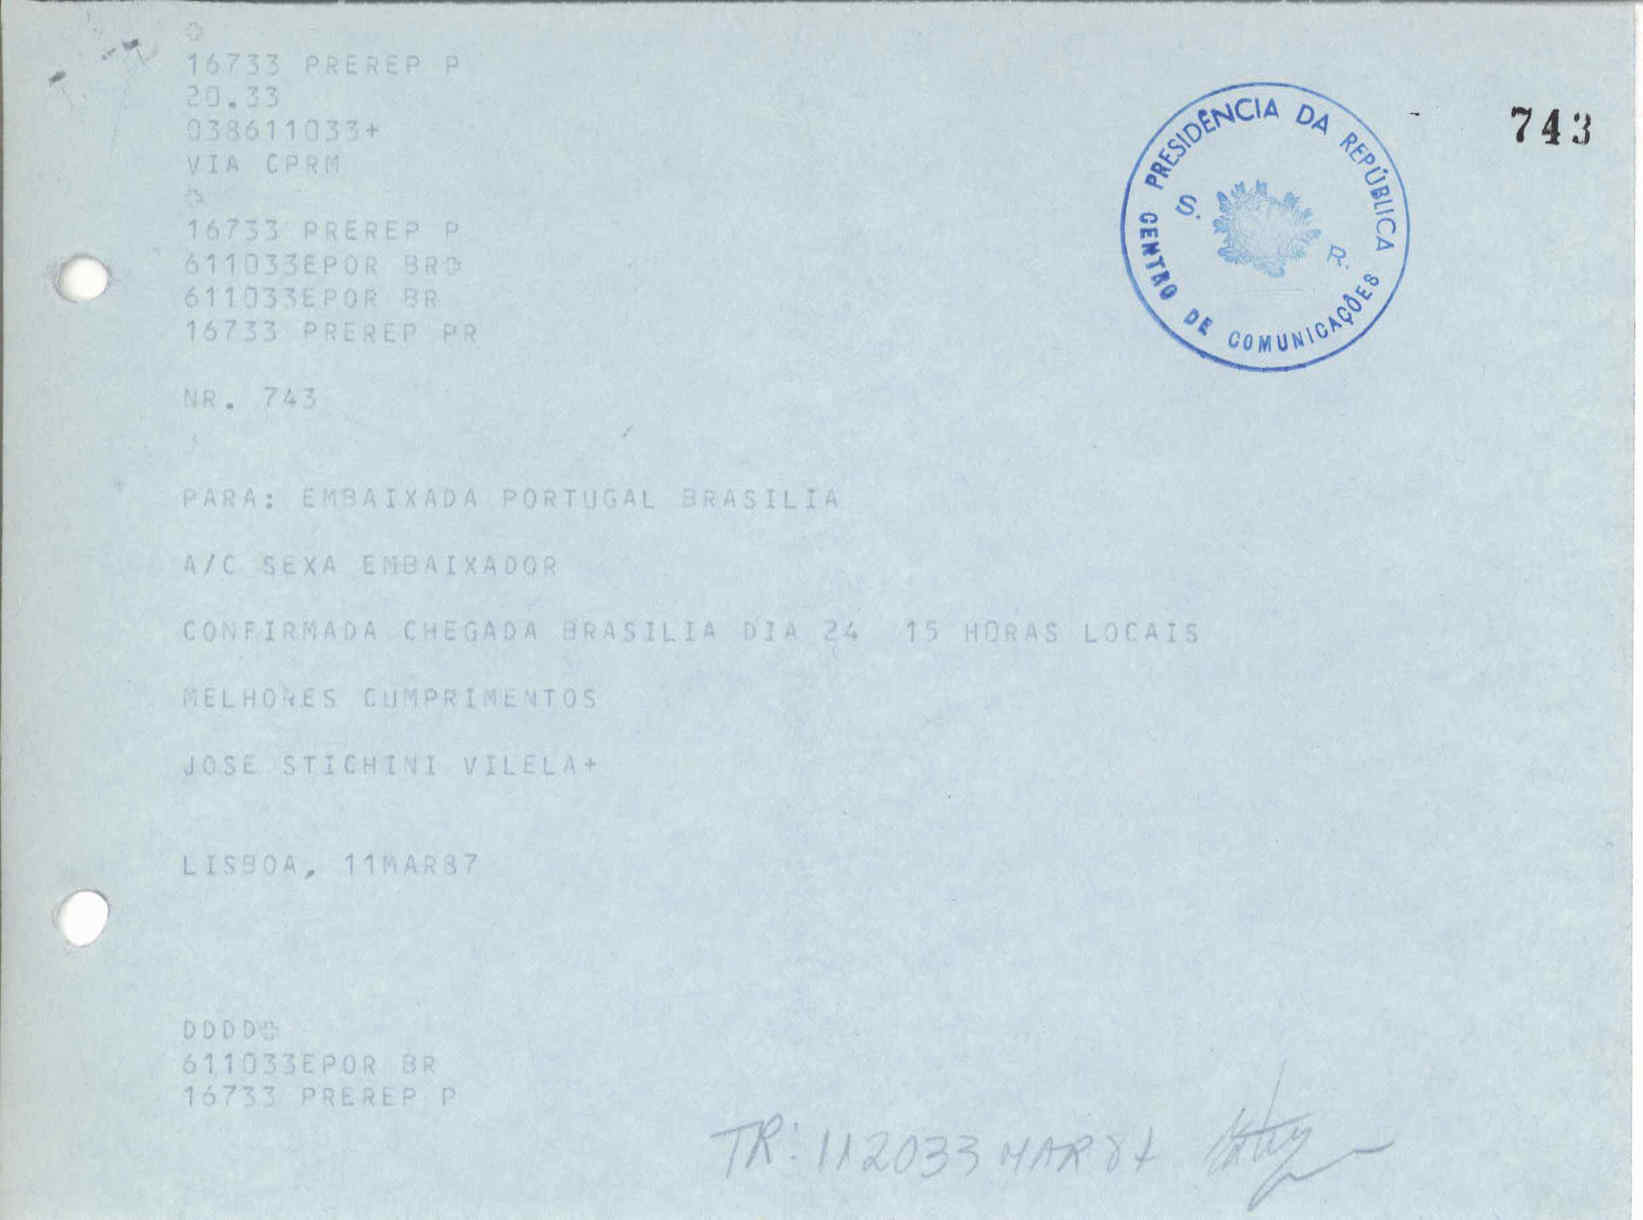 16733 PREREP P
20.33
038611033+
VIA CPRM
16733 PREREP P
611033EPOR BR
611033EPOR BR
16733 PREREP PR
NR. 743
PARA: EMBAIXADA PORTUGAL BRASILIA
A/C SEXA EMBAIXADOR
CONFIRMADA CHEGADA BRASILIA DIA 24  15 HORAS LOCAIS
MELHORES CUMPRIMENTOS
JOSE STICHINI VILELA+
LISBOA, 11MAR87
DDDD
611033EPOR BR
16733 PREREP P
TR: 112033 MAR 87
PRESIDÊNCIA DA REPÚBLICA
S. R.
CENTRO DE COMUNICAÇÕES
743